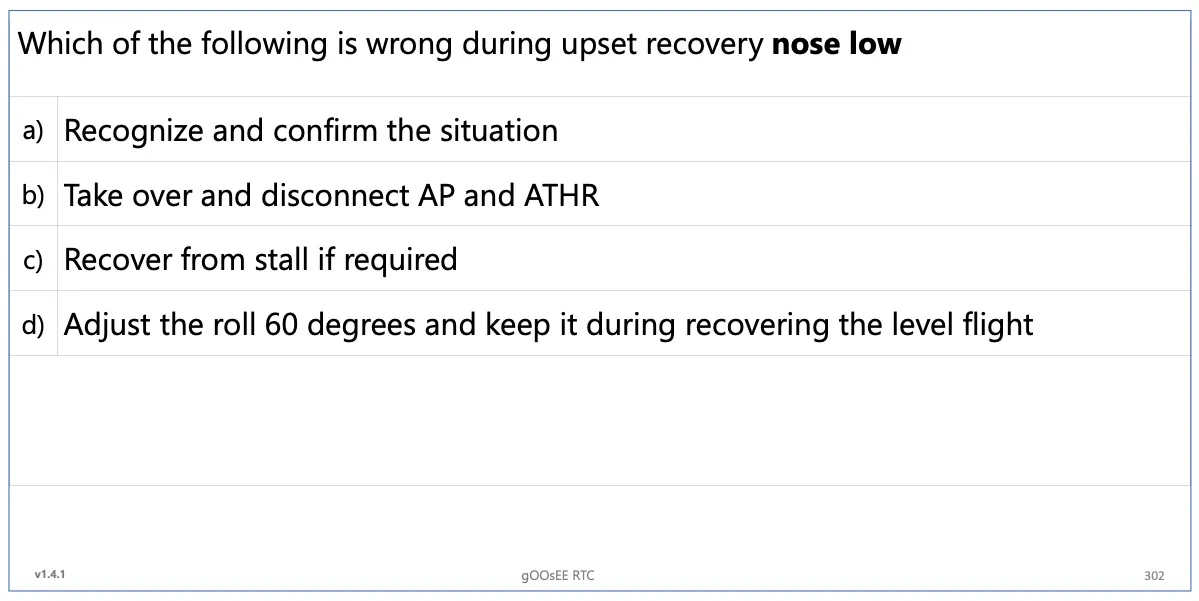 Which of the following is wrong during upset recovery nose low
a) Recognize and confirm the situation
b) Take over and disconnect AP and ATHR
c) Recover from stall if required
d) Adjust the roll 60 degrees and keep it during recovering the level flight
v1.4.1 gOOsEE RTC 302